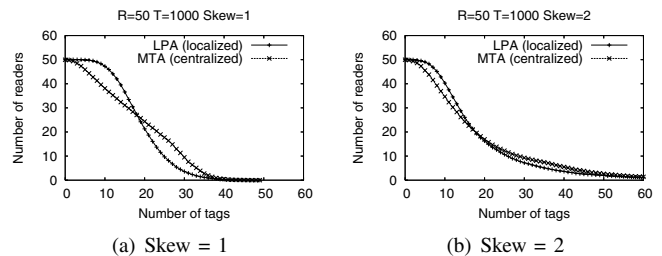 R=50 T=1000 Skew=1
LPA (localized)
MTA (centralized)
Number of readers
60
50
40
30
20
10
0
0 10 20 30 40 50 60
Number of tags
(a) Skew = 1
R=50 T=1000 Skew=2
LPA (localized)
MTA (centralized)
Number of readers
60
50
40
30
20
10
0
0 10 20 30 40 50 60
Number of tags
(b) Skew = 2